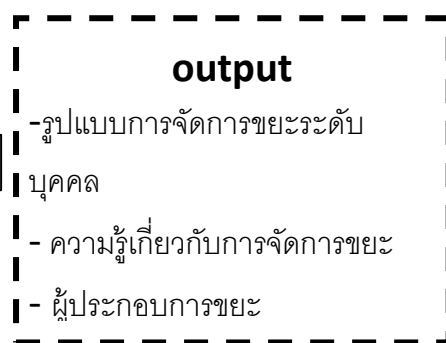 output
-รูปแบบการจัดการขยะระดับ
บุคคล
- ความรู้เกี่ยวกับการจัดการขยะ
- ผู้ประกอบการขยะ